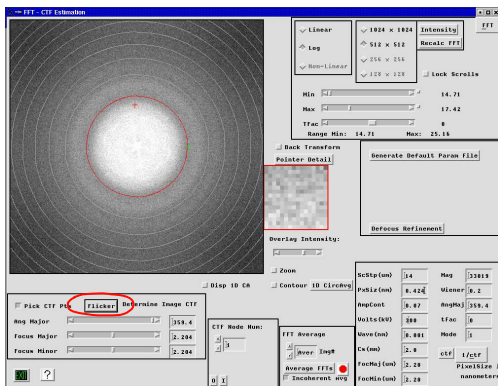 FFT - CTF Estimation
FFT
Linear
Log
Non-Linear
1024 x 1024
512 x 512
256 x 256
128 x 128
Intensity
Recalc FFT
Lock Scrolls
Min 14.71
Max 17.42
TFac 0
Range Min: 14.71 Max: 25.16
Back Transform
Pointer Detail
Generate Default Param File
Defocus Refinement
Overlay Intensity:
Zoom
Contour 1D CircAvg
Disp 1D CA
Pick CTF Pts
Flicker
Determine Image CTF
Ang Major 359.4
Focus Major 2.204
Focus Minor 2.204
?
CTF Node Num:
3
0 I
FFT Average
Aver Img#
Average FFTs
Incoherent avg
ScStp(um) 14 Mag 33019
PxSiz(nm) 0.424 Wiener 0.2
AmpCont 0.07 AngMaj 359.4
Volts(kV) 300 rmTFac 0
Wave(nm) 0.001 Mode 1
Cs(mm) 2.0 ctf 1/ctf
FocMaj(um) 2.20 PixelSize i
FocMin(um) 2.20 nanometer